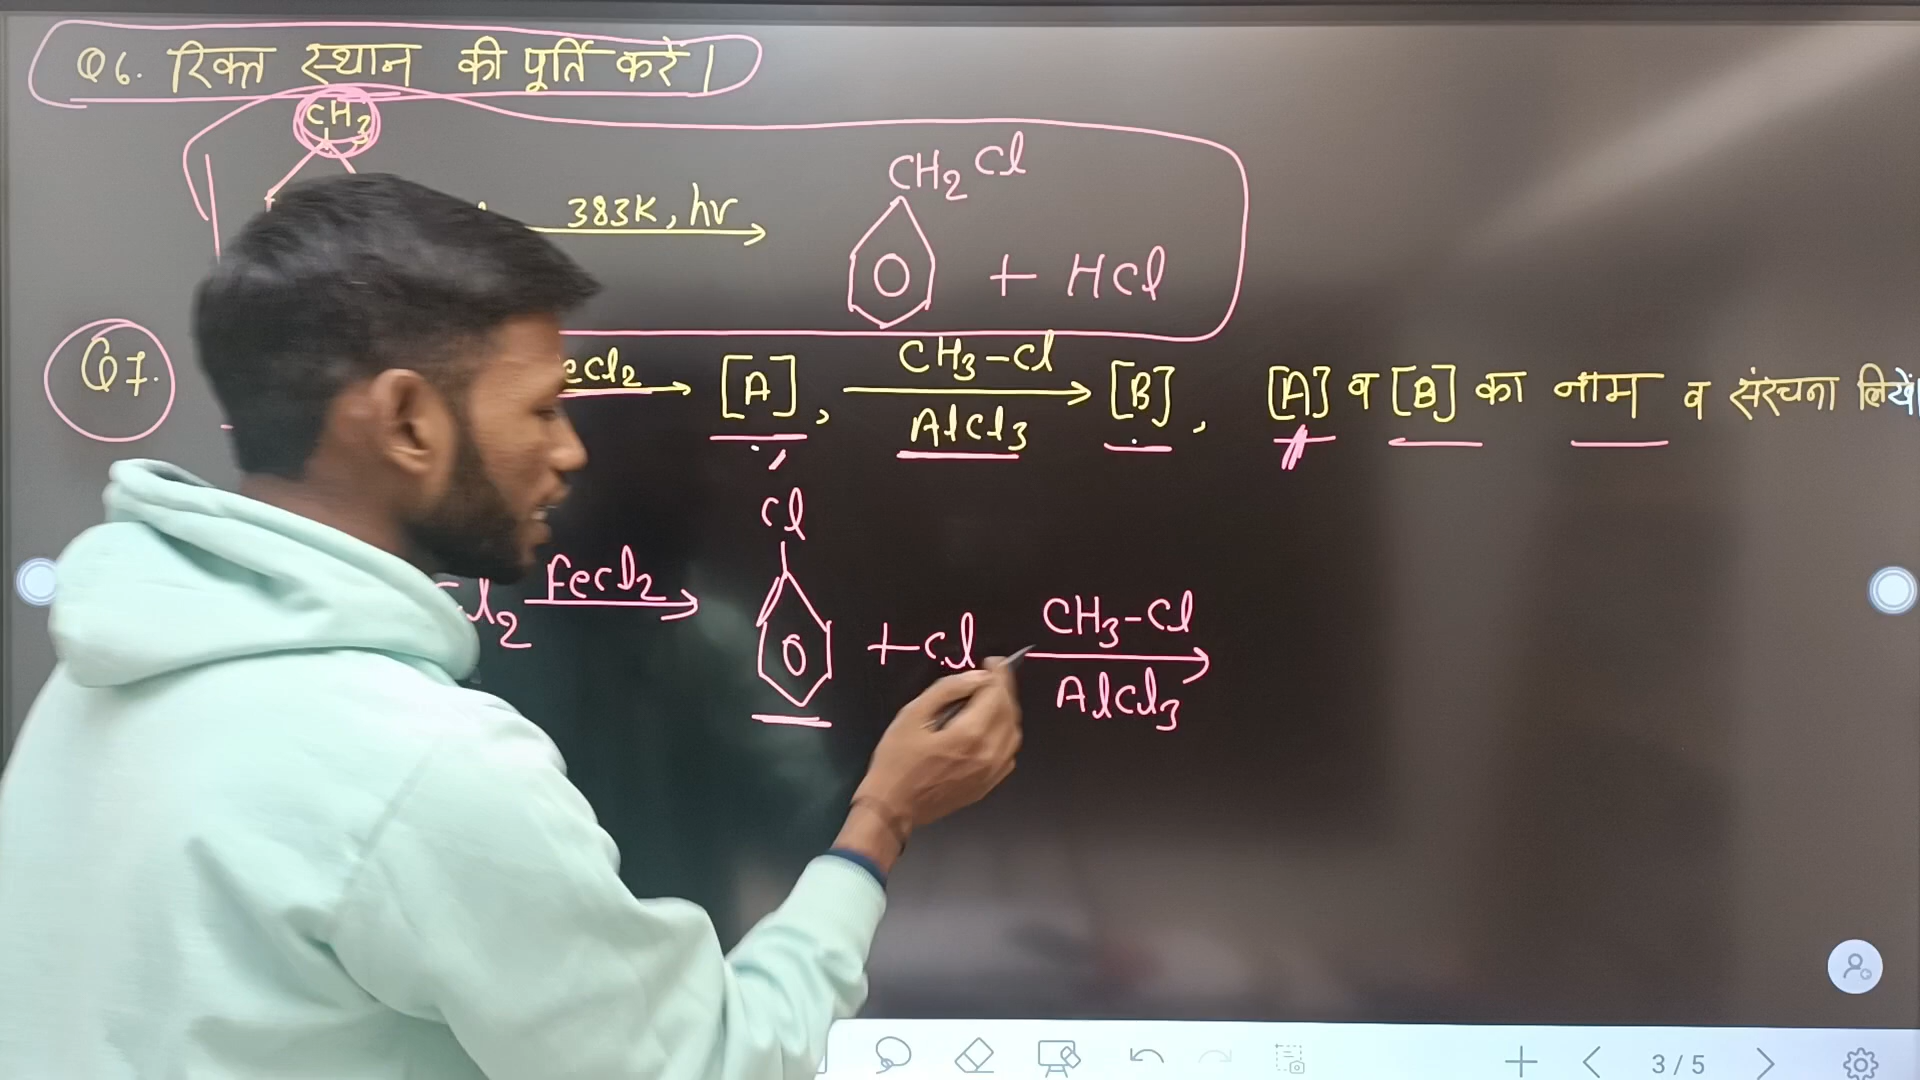 Q6. रिक्त स्थान की पूर्ति करें।
CH3
383K, hν
CH2Cl
+ HCl
Q7. eCl2 → [A], CH3-Cl → AlCl3 [B], [A] व [B] का नाम व संरचना लिखें।
Cl
Cl2 FeCl2 →
+ Cl CH3-Cl → AlCl3
3/5